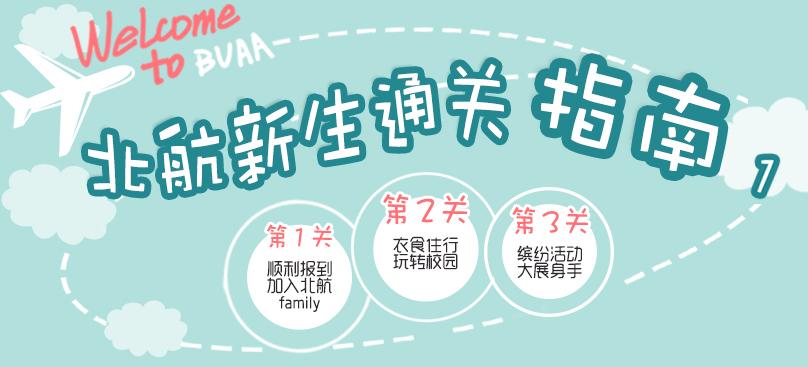 Welcome
to BUAA
北航新生通关指南
1
第1关
顺利报到
加入北航
family
第2关
衣食住行
玩转校园
第3关
缤纷活动
大展身手